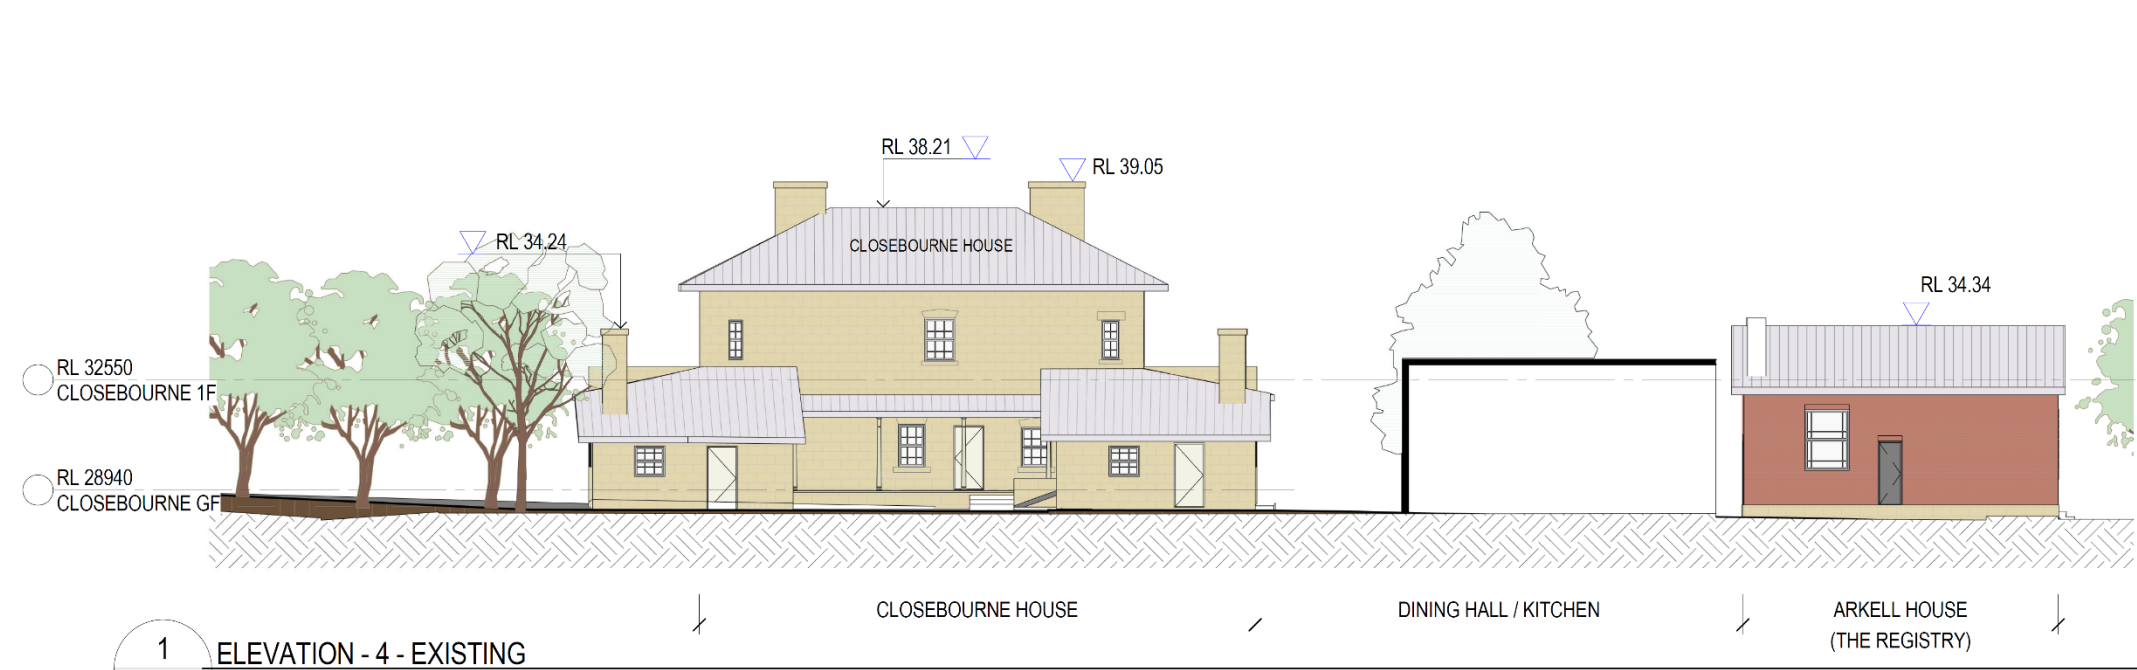 RL 38.21
RL 39.05
RL 34.24
CLOSEBOURNE HOUSE
RL 34.34
RL 32550
CLOSEBOURNE 1F
RL 28940
CLOSEBOURNE GF
CLOSEBOURNE HOUSE
DINING HALL / KITCHEN
ARKELL HOUSE
(THE REGISTRY)
1
ELEVATION - 4 - EXISTING